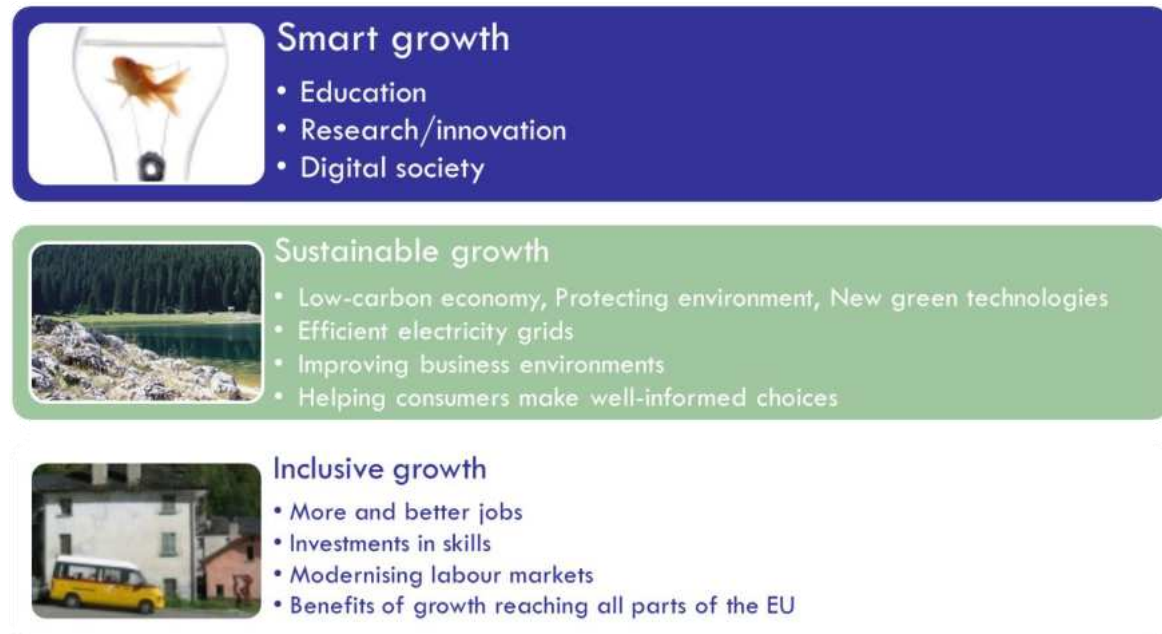 Smart growth
• Education
• Research/innovation
• Digital society
Sustainable growth
• Low-carbon economy, Protecting environment, New green technologies
• Efficient electricity grids
• Improving business environments
• Helping consumers make well-informed choices
Inclusive growth
• More and better jobs
• Investments in skills
• Modernising labour markets
• Benefits of growth reaching all parts of the EU